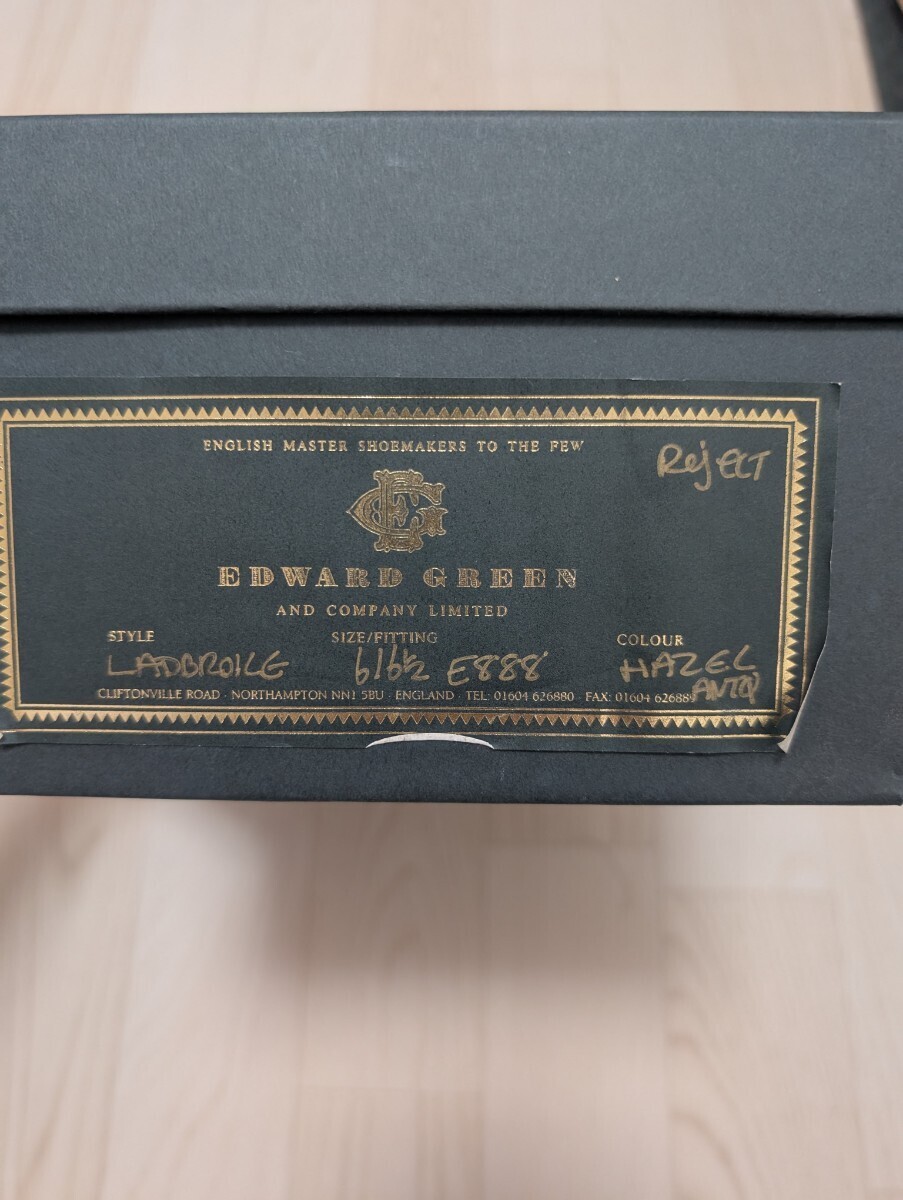 ENGLISH MASTER SHOEMAKERS TO THE FEW
Reject
EG
EDWARD GREEN
AND COMPANY LIMITED
STYLE SIZE/FITTING COLOUR
LADBROKE 6/6½ E888 HAZEL
ANTQ
CLIFTONVILLE ROAD · NORTHAMPTON NN1 5BU · ENGLAND · TEL: 01604 626880 · FAX: 01604 626889